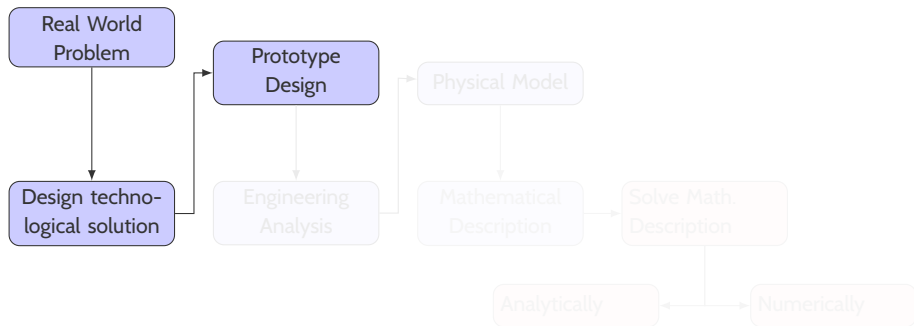 Real World
Problem
Prototype
Design
Physical Model
Design techno-
logical solution
Engineering
Analysis
Mathematical
Description
Solve Math.
Description
Analytically
Numerically